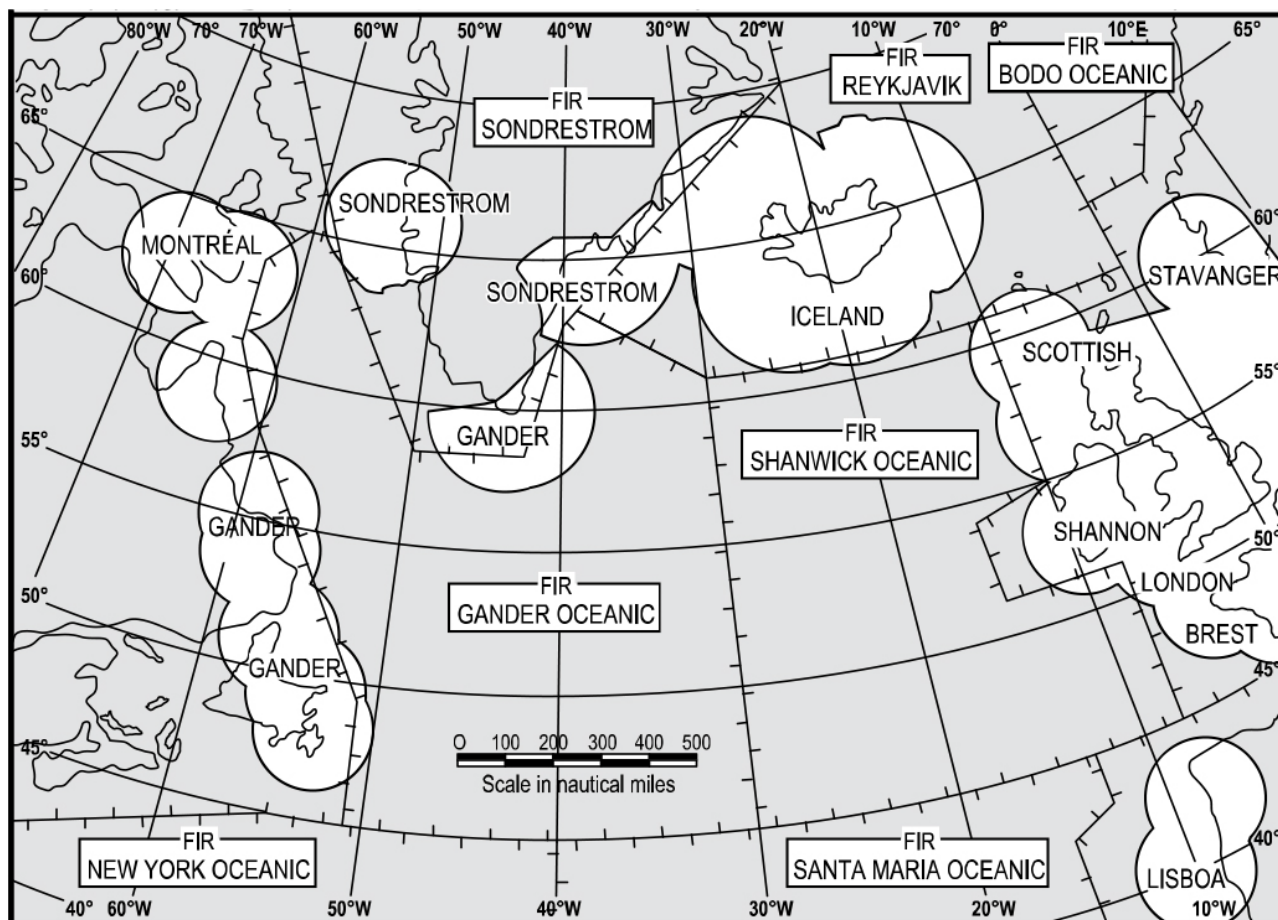 80°W 70° 70°W 60°W 50°W 40°W 30°W 20°W 10°W 70° 0° 10°E 65°
FIR
BODO OCEANIC
FIR
REYKJAVIK
FIR
SONDRESTROM
65°
SONDRESTROM
60°
MONTRÉAL
STAVANGER
60°
SONDRESTROM
ICELAND
SCOTTISH
55°
55°
GANDER
FIR
SHANWICK OCEANIC
GANDER
SHANNON
50°
50°
FIR
GANDER OCEANIC
LONDON
BREST
GANDER
45°
45°
0 100 200 300 400 500
Scale in nautical miles
FIR
NEW YORK OCEANIC
FIR
SANTA MARIA OCEANIC
40°
LISBOA
40° 60°W 50°W 40°W 30°W 20°W 10°W